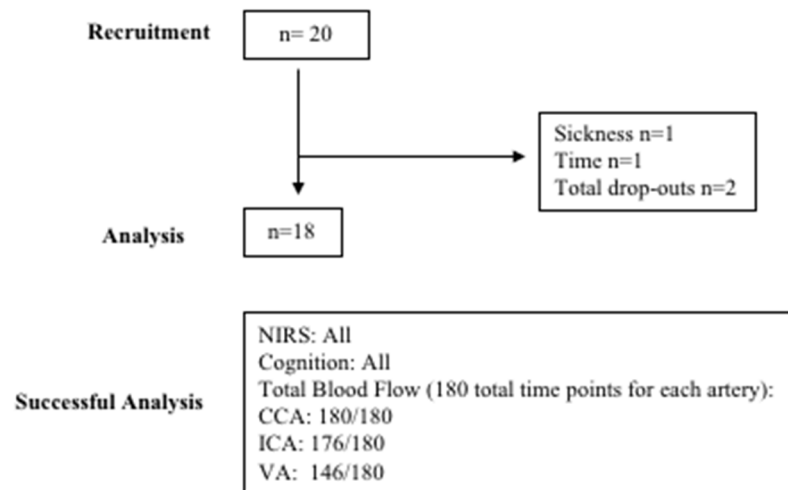 Recruitment
n= 20
Sickness n=1
Time n=1
Total drop-outs n=2
Analysis
n=18
Successful Analysis
NIRS: All
Cognition: All
Total Blood Flow (180 total time points for each artery):
CCA: 180/180
ICA: 176/180
VA: 146/180